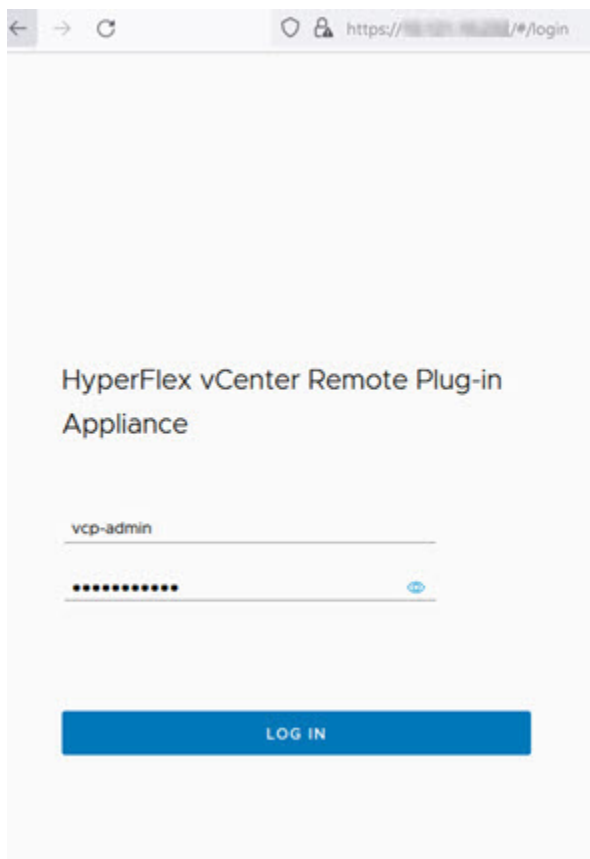 https:// /#/login
HyperFlex vCenter Remote Plug-in
Appliance
vcp-admin
•••••••••••
LOG IN